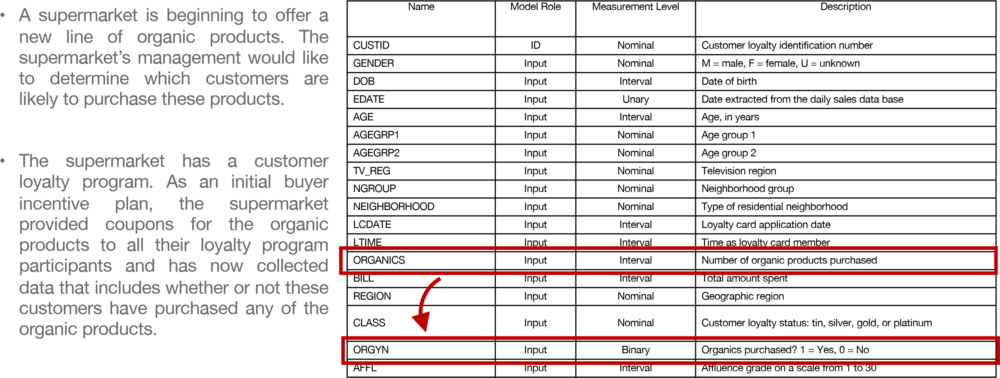 • A supermarket is beginning to offer a
new line of organic products. The
supermarket’s management would like
to determine which customers are
likely to purchase these products.
• The supermarket has a customer
loyalty program. As an initial buyer
incentive plan, the supermarket
provided coupons for the organic
products to all their loyalty program
participants and has now collected
data that includes whether or not these
customers have purchased any of the
organic products.
Name Model Role Measurement Level Description
CUSTID ID Nominal Customer loyalty identification number
GENDER Input Nominal M = male, F = female, U = unknown
DOB Input Interval Date of birth
EDATE Input Unary Date extracted from the daily sales data base
AGE Input Interval Age, in years
AGEGRP1 Input Nominal Age group 1
AGEGRP2 Input Nominal Age group 2
TV_REG Input Nominal Television region
NGROUP Input Nominal Neighborhood group
NEIGHBORHOOD Input Nominal Type of residential neighborhood
LCDATE Input Interval Loyalty card application date
LTIME Input Interval Time as loyalty card member
ORGANICS Input Interval Number of organic products purchased
BILL Input Interval Total amount spent
REGION Input Nominal Geographic region
CLASS Input Nominal Customer loyalty status: tin, silver, gold, or platinum
ORGYN Input Binary Organics purchased? 1 = Yes, 0 = No
AFFL Input Interval Affluence grade on a scale from 1 to 30